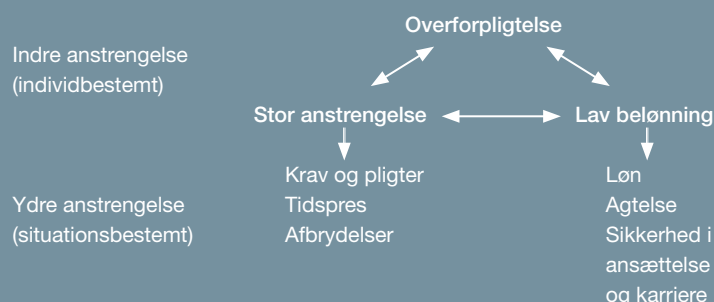 Overforpligtelse
Indre anstrengelse
(individbestemt)
Stor anstrengelse
Lav belønning
Krav og pligter
Tidspres
Afbrydelser
Løn
Agtelse
Sikkerhed i
ansættelse
og karriere
Ydre anstrengelse
(situationsbestemt)